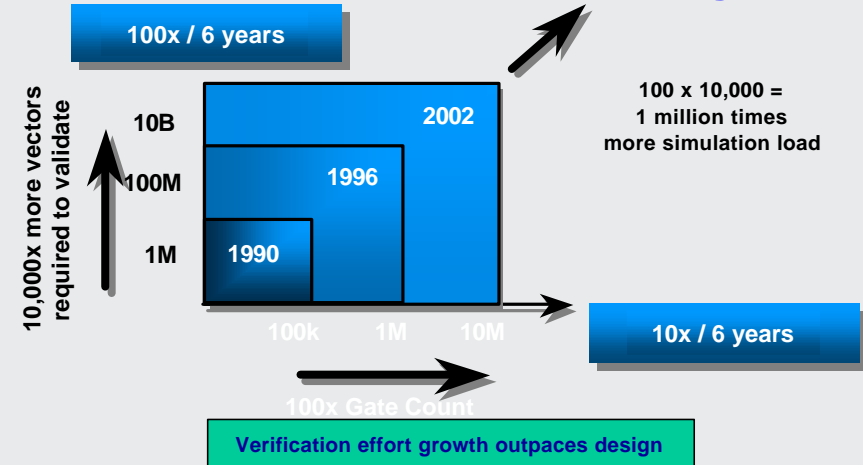 100x / 6 years
10,000x more vectors
required to validate
10B
100M
1M
2002
1996
1990
100 x 10,000 =
1 million times
more simulation load
100k
1M
10M
10x / 6 years
100x Gate Count
Verification effort growth outpaces design